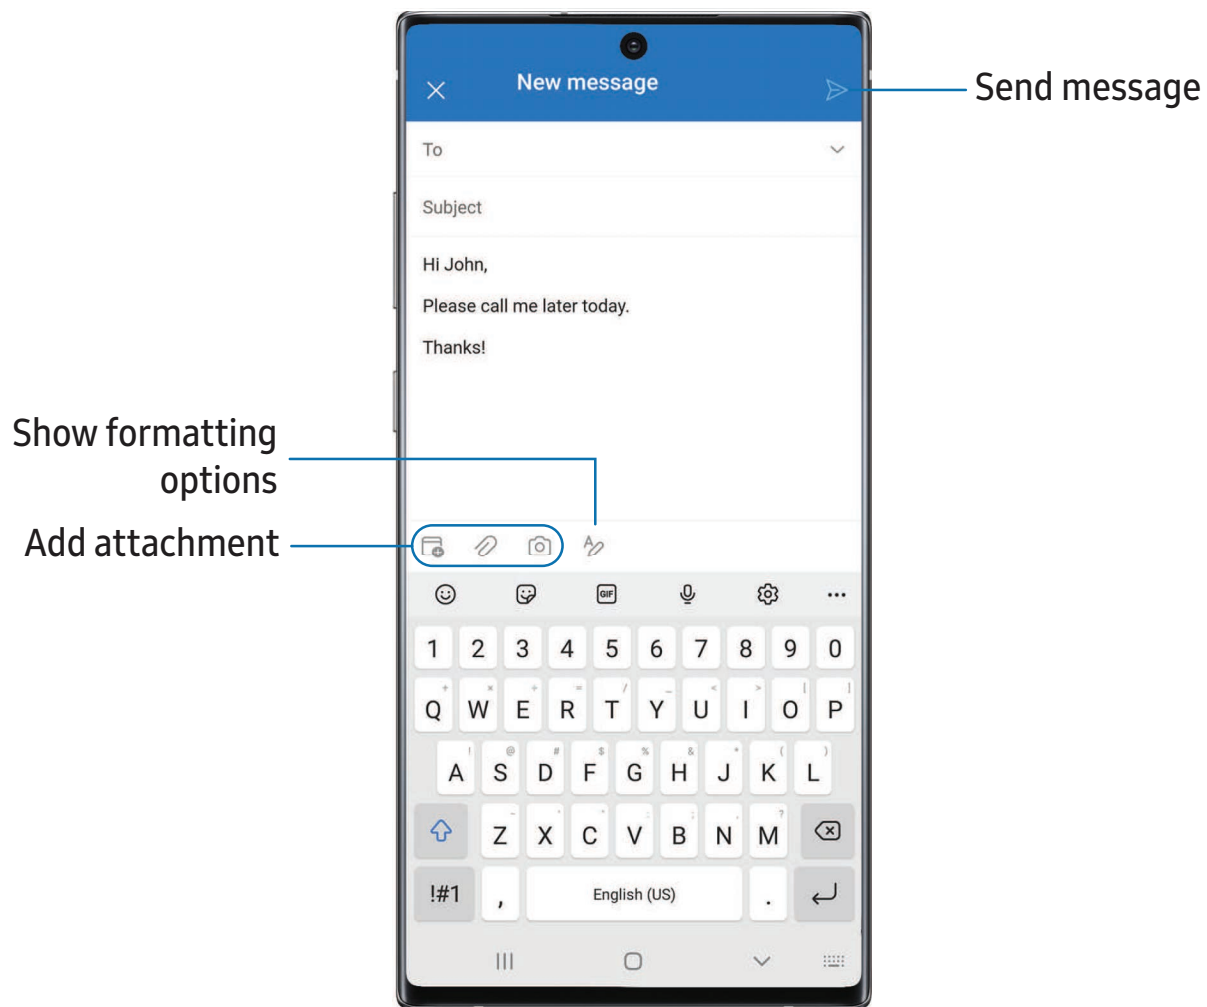 New message
Send message
To
Subject
Hi John,
Please call me later today.
Thanks!
Show formatting
options
Add attachment
GIF
1 2 3 4 5 6 7 8 9 0
Q W E R T Y U I O P
A S D F G H J K L
Z X C V B N M
!#1 , English (US) .